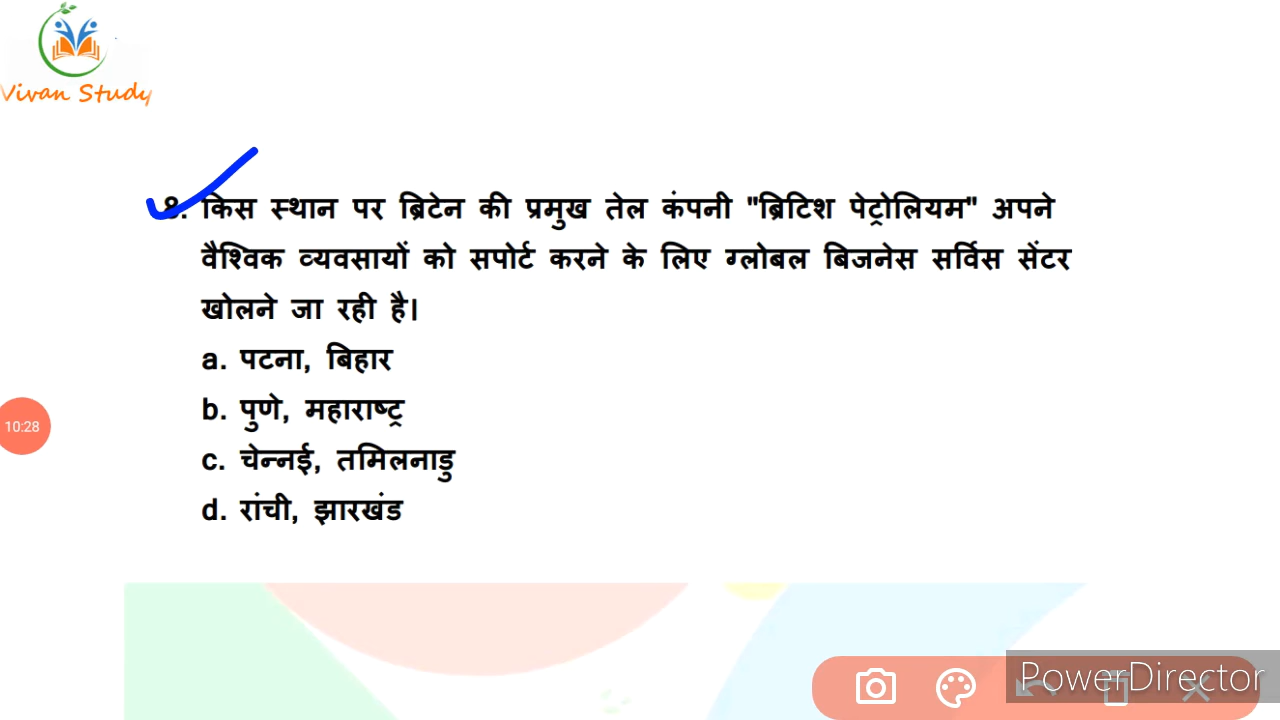 Vivan Study
8. किस स्थान पर ब्रिटेन की प्रमुख तेल कंपनी "ब्रिटिश पेट्रोलियम" अपने
वैश्विक व्यवसायों को सपोर्ट करने के लिए ग्लोबल बिजनेस सर्विस सेंटर
खोलने जा रही है।
a. पटना, बिहार
b. पुणे, महाराष्ट्र
c. चेन्नई, तमिलनाडु
d. रांची, झारखंड
10:28
PowerDirector